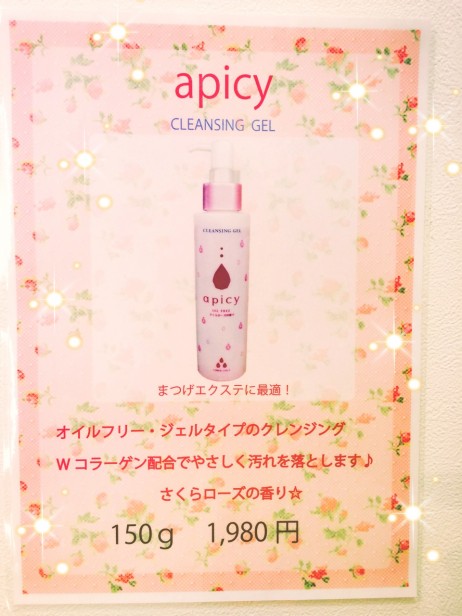 apicy
CLEANSING GEL
CLEANSING GEL
apicy
OIL FREE
まつげエクステに最適！
オイルフリー・ジェルタイプのクレンジング
Wコラーゲン配合でやさしく汚れを落とします♪
さくらローズの香り☆
150g 1,980円